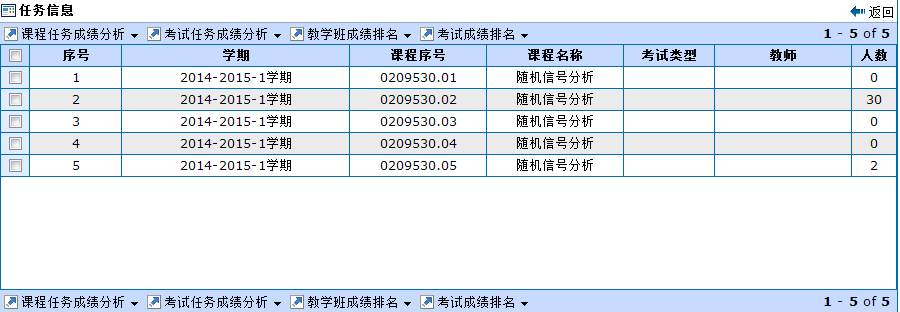 任务信息 返回
课程任务成绩分析 考试任务成绩分析 教学班成绩排名 考试成绩排名 1 - 5 of 5
序号 学期 课程序号 课程名称 考试类型 教师 人数
1 2014-2015-1学期 0209530.01 随机信号分析 0
2 2014-2015-1学期 0209530.02 随机信号分析 30
3 2014-2015-1学期 0209530.03 随机信号分析 0
4 2014-2015-1学期 0209530.04 随机信号分析 0
5 2014-2015-1学期 0209530.05 随机信号分析 2
课程任务成绩分析 考试任务成绩分析 教学班成绩排名 考试成绩排名 1 - 5 of 5